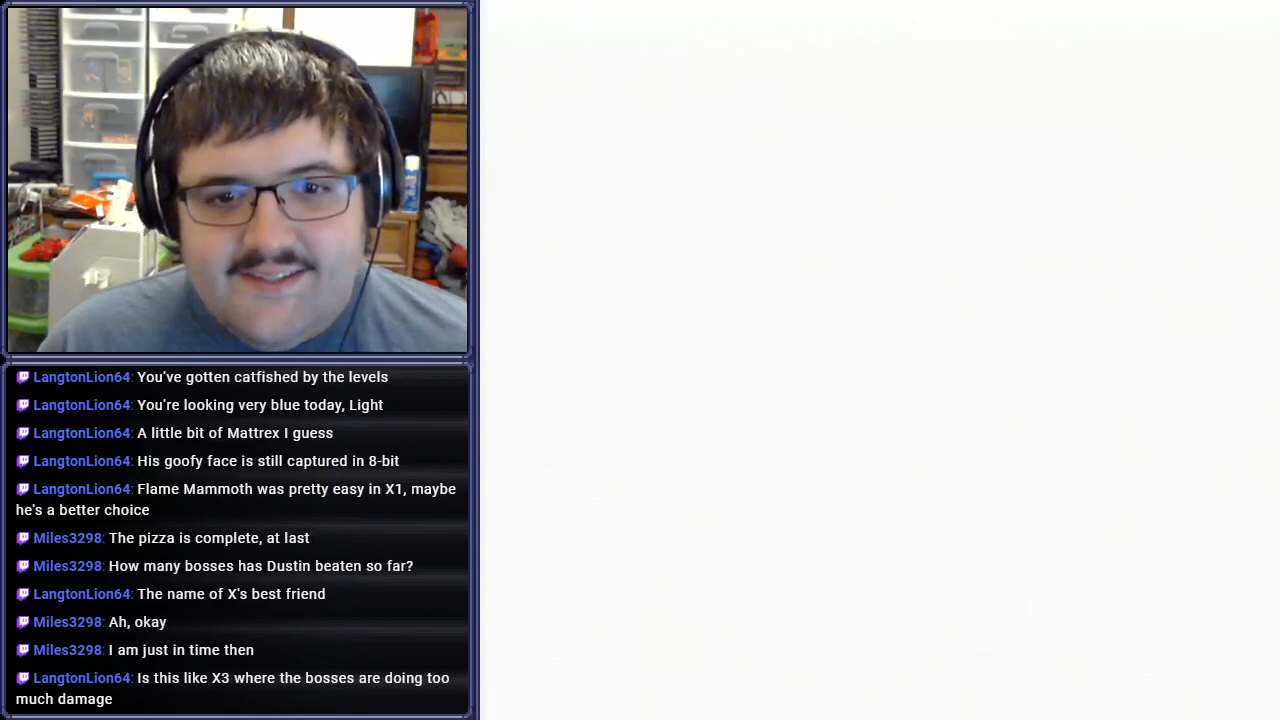 LangtonLion64: You've gotten catfished by the levels
LangtonLion64: You're looking very blue today, Light
LangtonLion64: A little bit of Mattrex I guess
LangtonLion64: His goofy face is still captured in 8-bit
LangtonLion64: Flame Mammoth was pretty easy in X1, maybe
he's a better choice
Miles3298: The pizza is complete, at last
Miles3298: How many bosses has Dustin beaten so far?
LangtonLion64: The name of X's best friend
Miles3298: Ah, okay
Miles3298: I am just in time then
LangtonLion64: Is this like X3 where the bosses are doing too
much damage